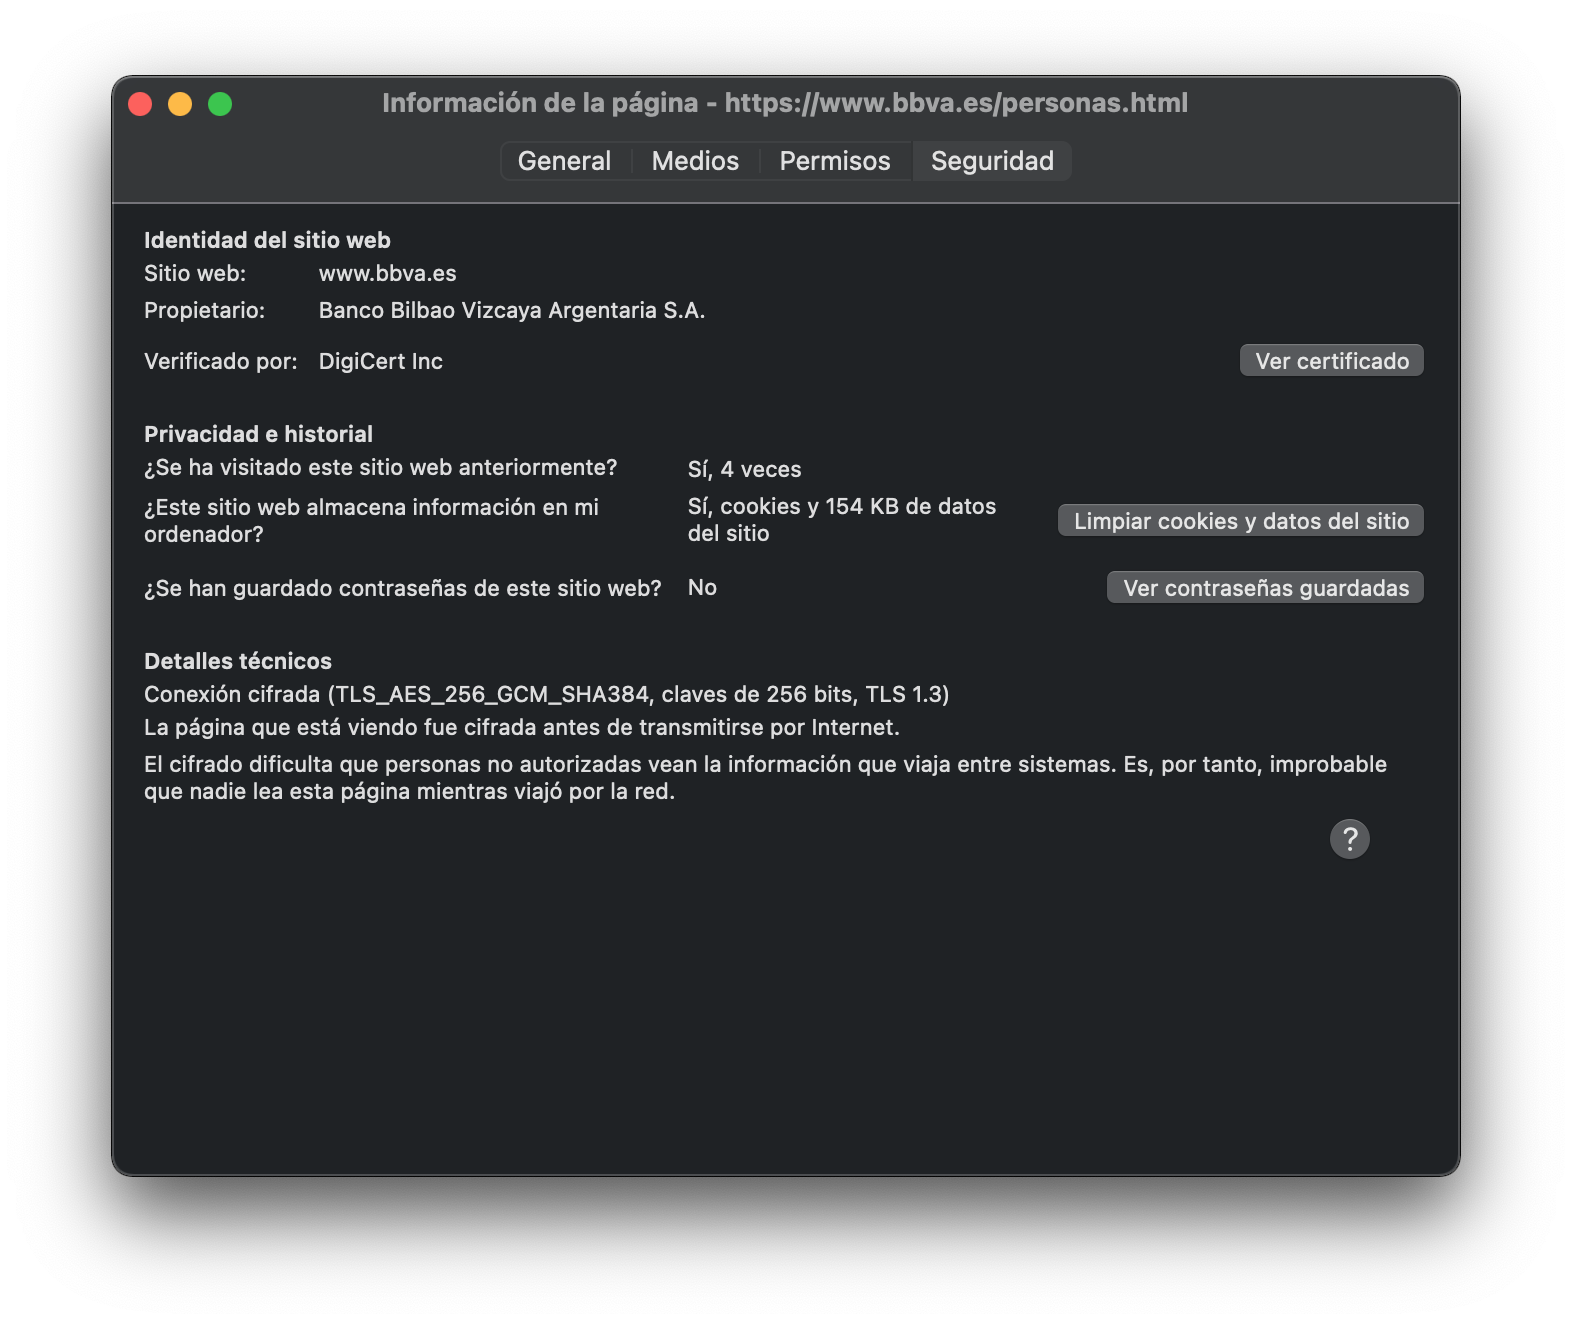 Información de la página - https://www.bbva.es/personas.html
General Medios Permisos Seguridad
Identidad del sitio web
Sitio web: www.bbva.es
Propietario: Banco Bilbao Vizcaya Argentaria S.A.
Verificado por: DigiCert Inc Ver certificado
Privacidad e historial
¿Se ha visitado este sitio web anteriormente? Sí, 4 veces
¿Este sitio web almacena información en mi
ordenador?
Sí, cookies y 154 KB de datos
del sitio
Limpiar cookies y datos del sitio
¿Se han guardado contraseñas de este sitio web? No Ver contraseñas guardadas
Detalles técnicos
Conexión cifrada (TLS_AES_256_GCM_SHA384, claves de 256 bits, TLS 1.3)
La página que está viendo fue cifrada antes de transmitirse por Internet.
El cifrado dificulta que personas no autorizadas vean la información que viaja entre sistemas. Es, por tanto, improbable
que nadie lea esta página mientras viajó por la red.
?